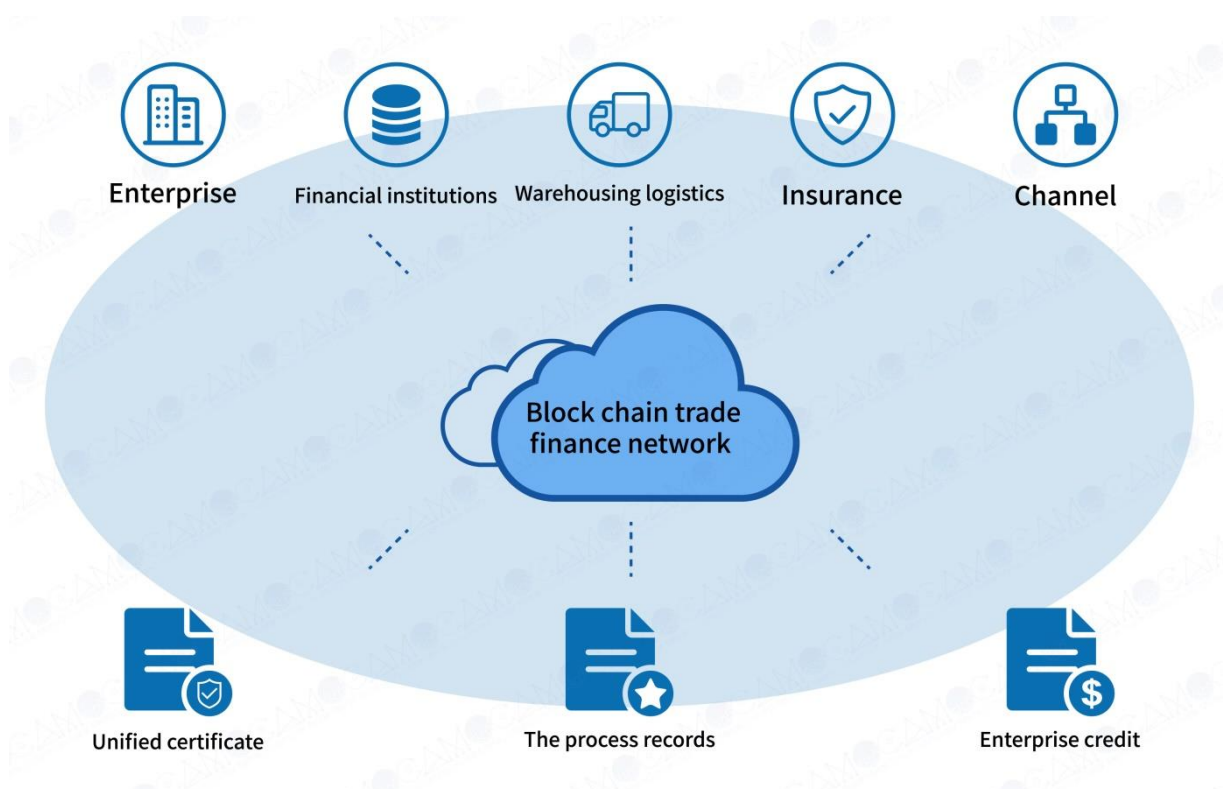 Enterprise
Financial institutions
Warehousing logistics
Insurance
Channel
Block chain trade
finance network
Unified certificate
The process records
Enterprise credit
$